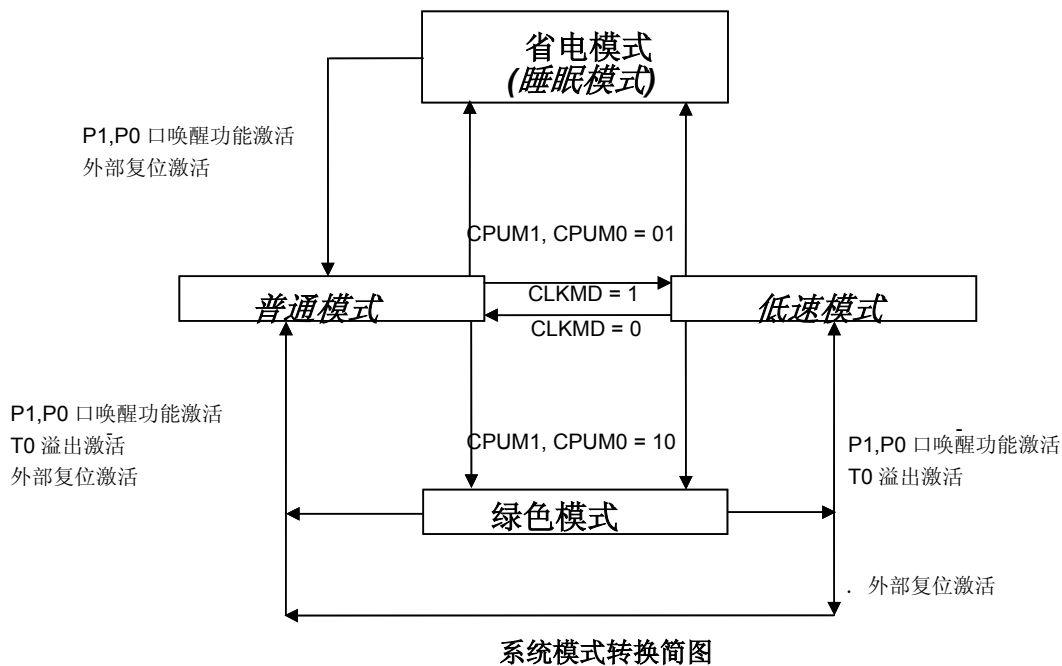 省电模式
(睡眠模式)
P1,P0 口唤醒功能激活
外部复位激活
CPUM1, CPUM0 = 01
普通模式
CLKMD = 1
CLKMD = 0
低速模式
P1,P0 口唤醒功能激活
T0 溢出激活
外部复位激活
CPUM1, CPUM0 = 10
P1,P0 口唤醒功能激活
T0 溢出激活
绿色模式
. 外部复位激活
系统模式转换简图